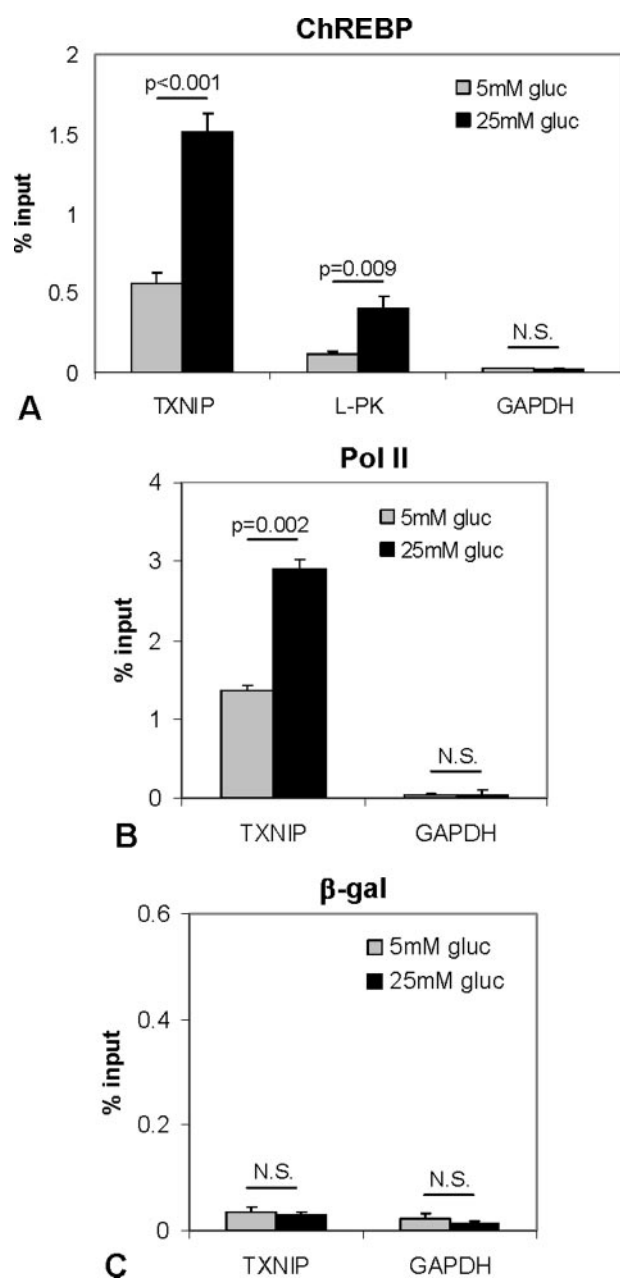 ChREBP
2
p<0.001
5mM gluc
25mM gluc
1.5
% input
1
p=0.009
0.5
N.S.
0
A
TXNIP L-PK GAPDH
Pol II
4
p=0.002
5mM gluc
25mM gluc
3
% input
2
1
N.S.
0
B
TXNIP GAPDH
β-gal
0.6
5mM gluc
25mM gluc
0.4
% input
0.2
N.S. N.S.
0
C
TXNIP GAPDH